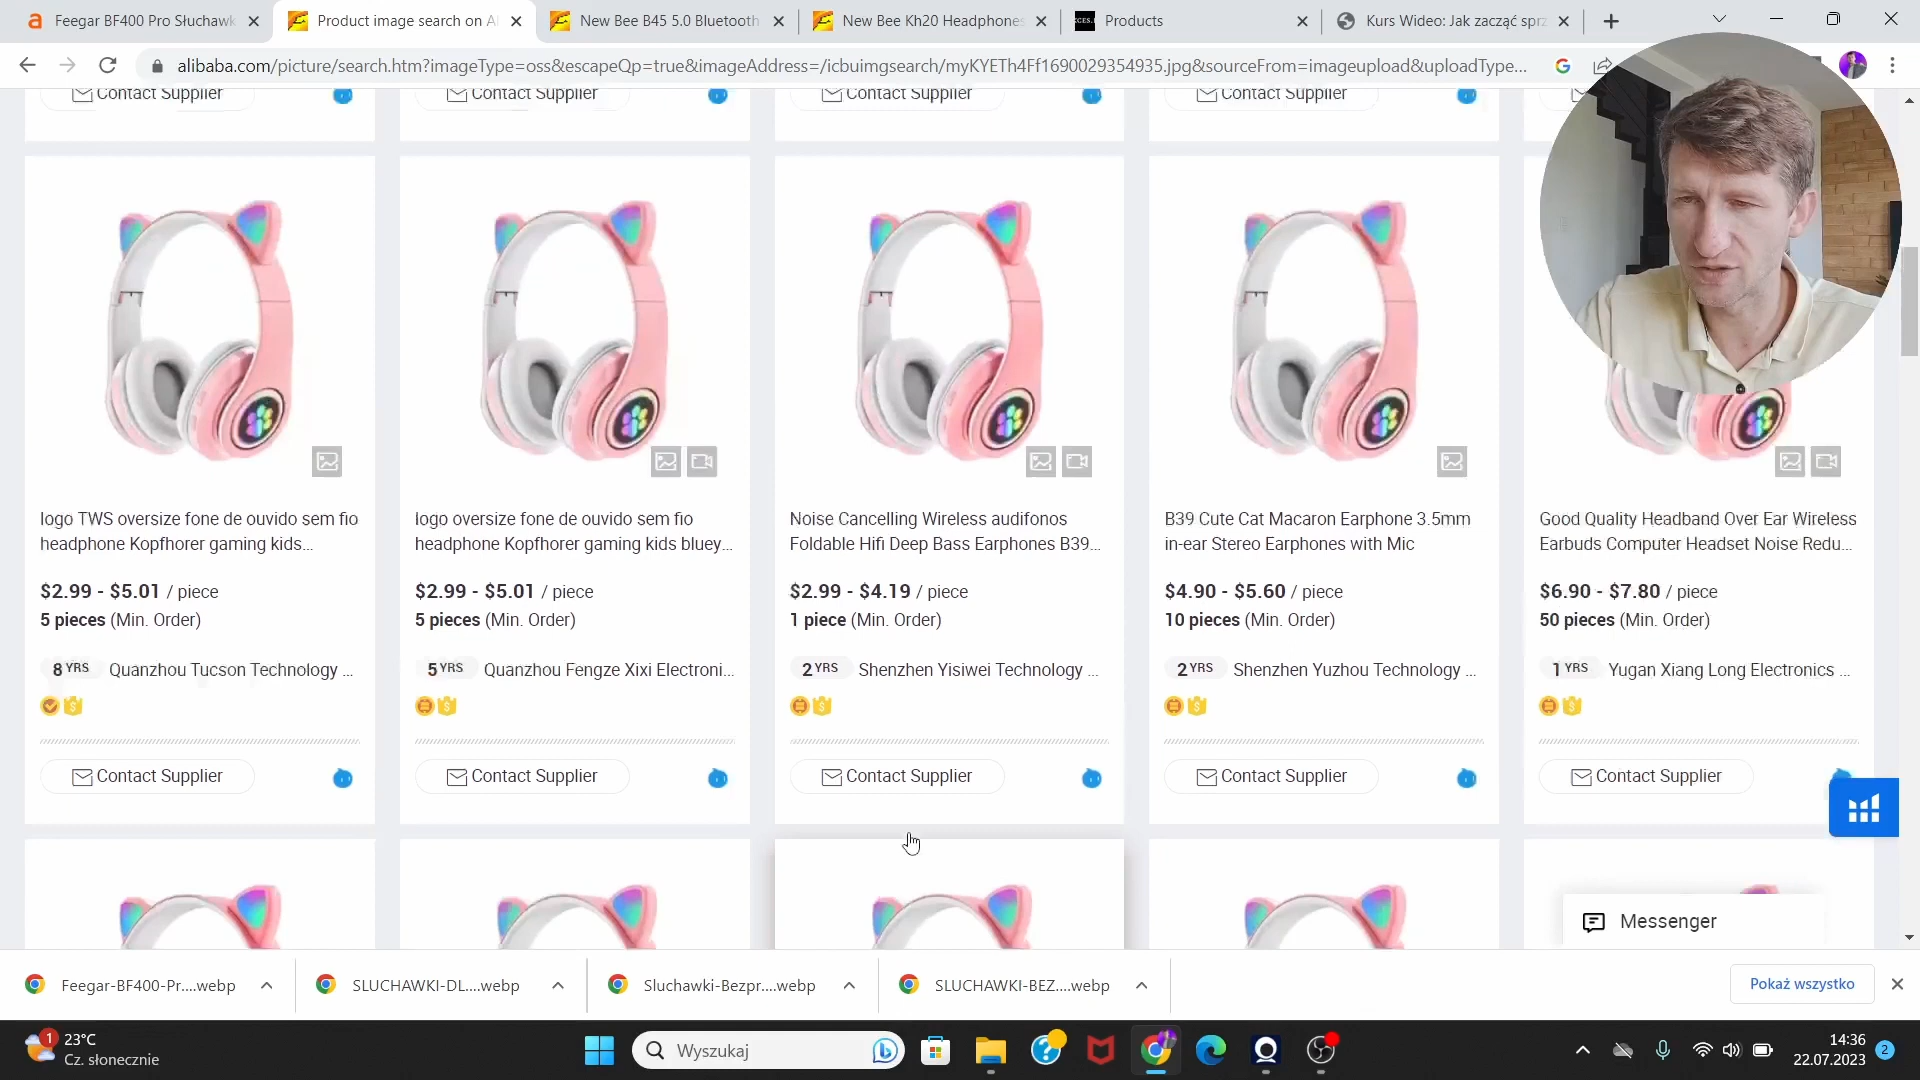 Feegar BF400 Pro Słuchawk
Product image search on Al
New Bee B45 5.0 Bluetooth
New Bee Kh20 Headphones
Products
Kurs Wideo: Jak zacząć sprz
alibaba.com/picture/search.htm?imageType=oss&escapeQp=true&imageAddress=/icbuimgsearch/myKYETh4Ff1690029354935.jpg&sourceFrom=imageupload&uploadType...
Contact Supplier
Contact Supplier
Contact Supplier
Contact Supplier
logo TWS oversize fone de ouvido sem fio
headphone Kopfhorer gaming kids...
$2.99 - $5.01 / piece
5 pieces (Min. Order)
8 YRS Quanzhou Tucson Technology ...
Contact Supplier
logo oversize fone de ouvido sem fio
headphone Kopfhorer gaming kids bluey...
$2.99 - $5.01 / piece
5 pieces (Min. Order)
5 YRS Quanzhou Fengze Xixi Electroni...
Contact Supplier
Noise Cancelling Wireless audifonos
Foldable Hifi Deep Bass Earphones B39...
$2.99 - $4.19 / piece
1 piece (Min. Order)
2 YRS Shenzhen Yisiwei Technology ...
Contact Supplier
B39 Cute Cat Macaron Earphone 3.5mm
in-ear Stereo Earphones with Mic
$4.90 - $5.60 / piece
10 pieces (Min. Order)
2 YRS Shenzhen Yuzhou Technology ...
Contact Supplier
Good Quality Headband Over Ear Wireless
Earbuds Computer Headset Noise Redu...
$6.90 - $7.80 / piece
50 pieces (Min. Order)
1 YRS Yugan Xiang Long Electronics ...
Contact Supplier
Messenger
Feegar-BF400-Pr....webp
SLUCHAWKI-DL....webp
Sluchawki-Bezpr....webp
SLUCHAWKI-BEZ....webp
Pokaż wszystko
1
23°C
Cz. słonecznie
Wyszukaj
14:36
22.07.2023
2